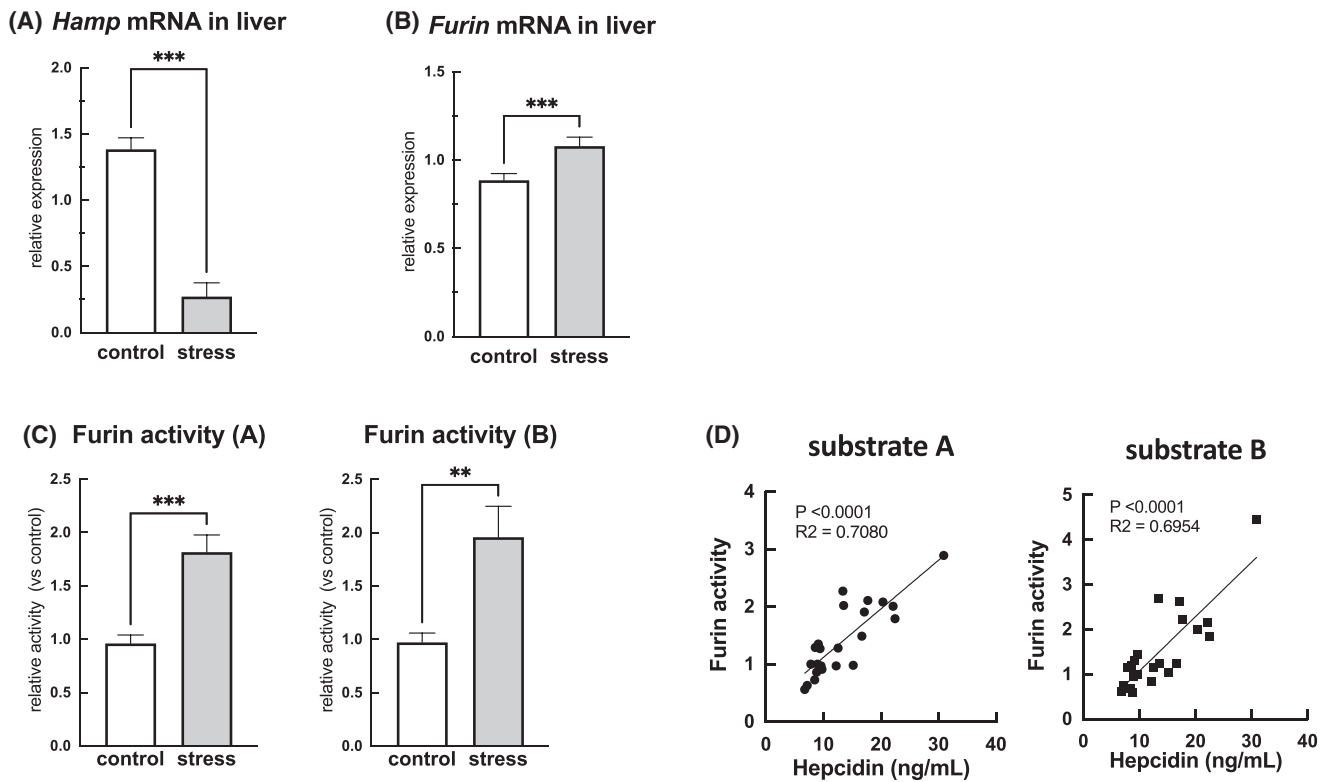 (A) Hamp mRNA in liver
***
2.0
1.5
1.0
0.5
0.0
relative expression
control stress
(B) Furin mRNA in liver
***
1.5
1.0
0.5
0.0
relative expression
control stress
(C) Furin activity (A)
***
2.5
2.0
1.5
1.0
0.5
0.0
relative activity (vs control)
control stress
Furin activity (B)
**
2.5
2.0
1.5
1.0
0.5
0.0
relative activity (vs control)
control stress
(D)
substrate A
P <0.0001
R2 = 0.7080
4
3
2
1
0
Furin activity
0 10 20 30 40
Hepcidin (ng/mL)
substrate B
P <0.0001
R2 = 0.6954
5
4
3
2
1
0
Furin activity
0 10 20 30 40
Hepcidin (ng/mL)